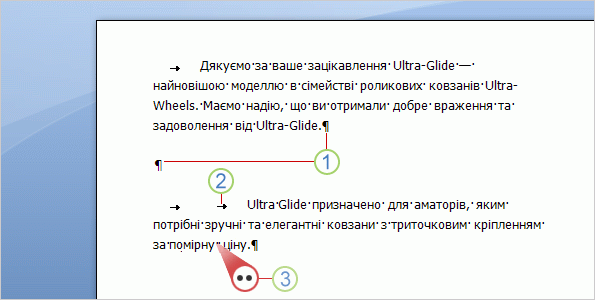 Дякуємо за ваше зацікавлення Ultra-Glide —
найновішою моделлю в сімействі роликових ковзанів Ultra-
Wheels. Маємо надію, що ви отримали добре враження та
задоволення від Ultra-Glide.¶
¶
1
2
Ultra Glide призначено для аматорів, яким
потрібні зручні та елегантні ковзани з триточковим кріпленням
за помірну ціну.¶
3